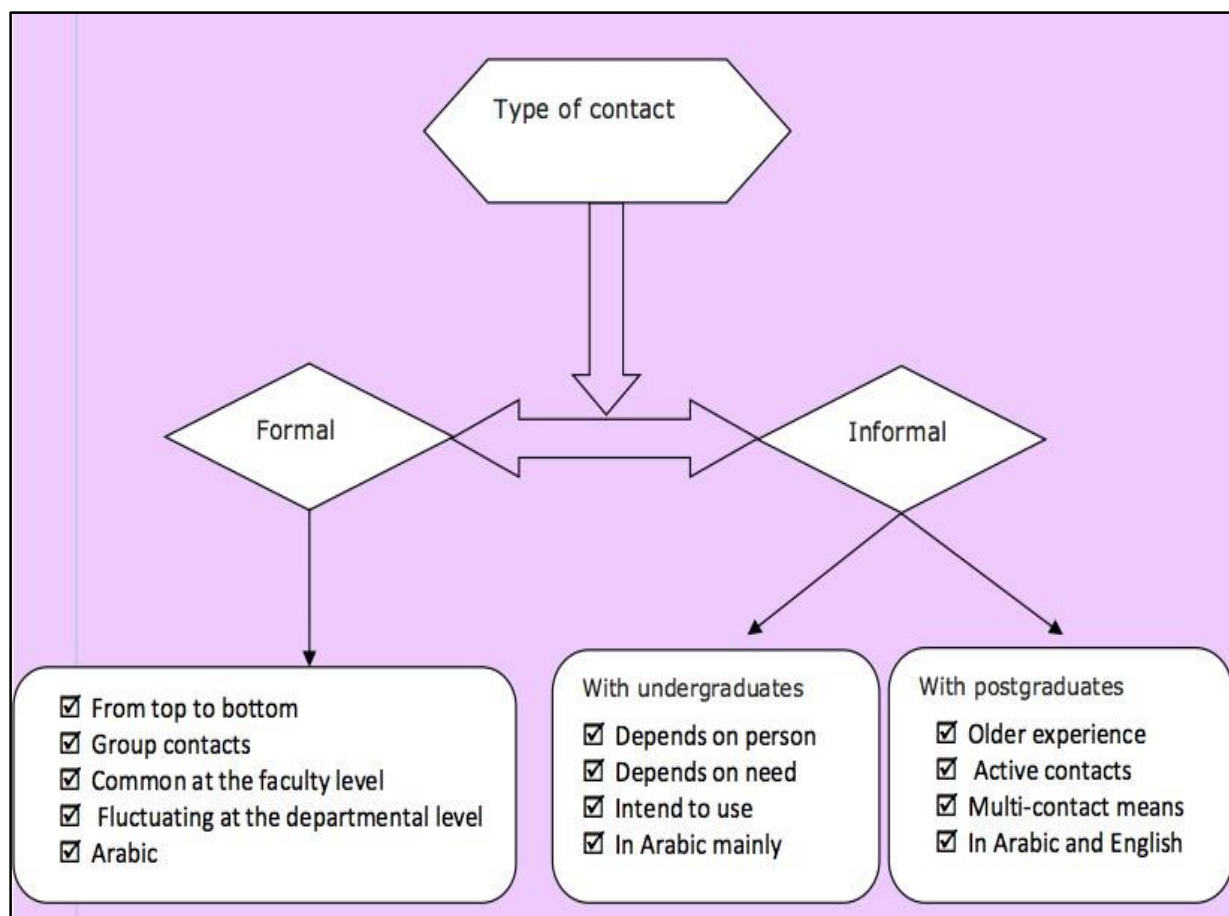 Type of contact
Formal
Informal
☑ From top to bottom
☑ Group contacts
☑ Common at the faculty level
☑ Fluctuating at the departmental level
☑ Arabic
With undergraduates
☑ Depends on person
☑ Depends on need
☑ Intend to use
☑ In Arabic mainly
With postgraduates
☑ Older experience
☑ Active contacts
☑ Multi-contact means
☑ In Arabic and English